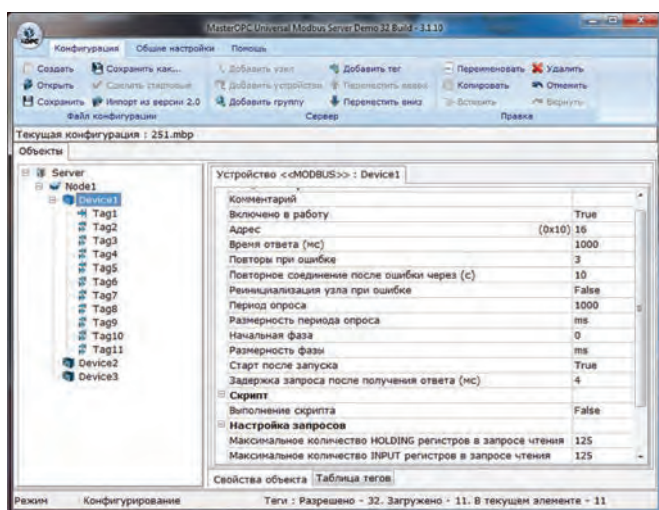 MasterOPC Universal Modbus Server Demo 32 Build - 3.1.10
Конфигурация Общие настройки Помощь
Создать Сохранить как... Добавить узел Добавить тег Переименовать Удалить
Открыть Сделать стартовым Добавить устройство Переместить вверх Копировать Отменить
Сохранить Импорт из версии 2.0 Добавить группу Переместить вниз Вставить Вернуть
Файл конфигурации Сервер Правка
Текущая конфигурация : 251.mbp
Объекты
Server
Node1
Device1
Tag1
Tag2
Tag3
Tag4
Tag5
Tag6
Tag7
Tag8
Tag9
Tag10
Tag11
Device2
Device3
Устройство <<MODBUS>> : Device1
Комментарий
Включено в работу True
Адрес (0x10) 16
Время ответа (мс) 1000
Повторы при ошибке 3
Повторное соединение после ошибки через (с) 10
Реинициализация узла при ошибке False
Период опроса 1000
Размерность периода опроса ms
Начальная фаза 0
Размерность фазы ms
Старт после запуска True
Задержка запроса после получения ответа (мс) 4
Скрипт
Выполнение скрипта False
Настройка запросов
Максимальное количество HOLDING регистров в запросе чтения 125
Максимальное количество INPUT регистров в запросе чтения 125
Свойства объекта Таблица тегов
Режим Конфигурирование Теги : Разрешено - 32. Загружено - 11. В текущем элементе - 11